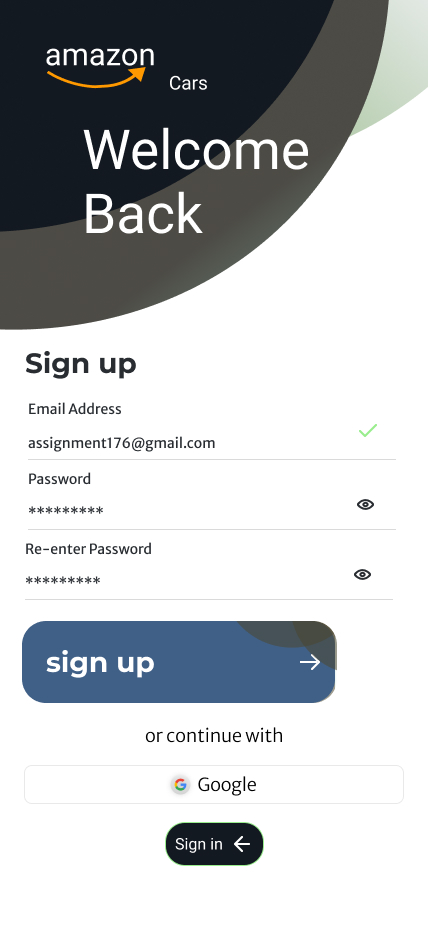 amazon
Cars
Welcome
Back
Sign up
Email Address
assignment176@gmail.com
Password
*********
Re-enter Password
*********
sign up
or continue with
Google
Sign in